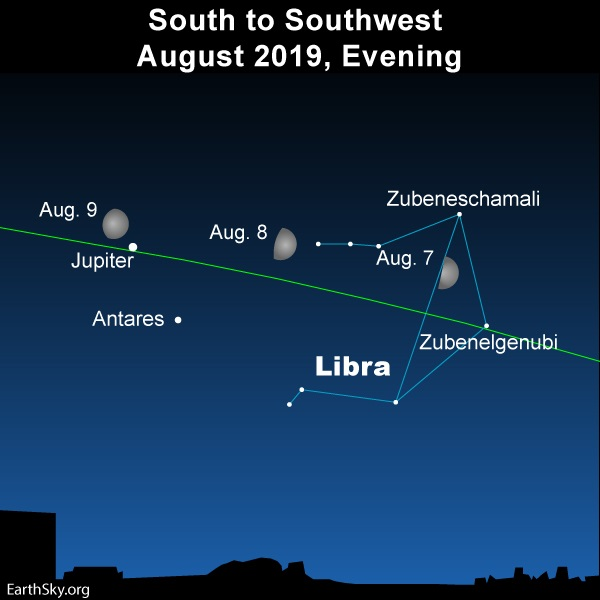 South to Southwest
August 2019, Evening
Zubeneschamali
Aug. 9
Aug. 8
Aug. 7
Jupiter
Antares
Zubenelgenubi
Libra
EarthSky.org